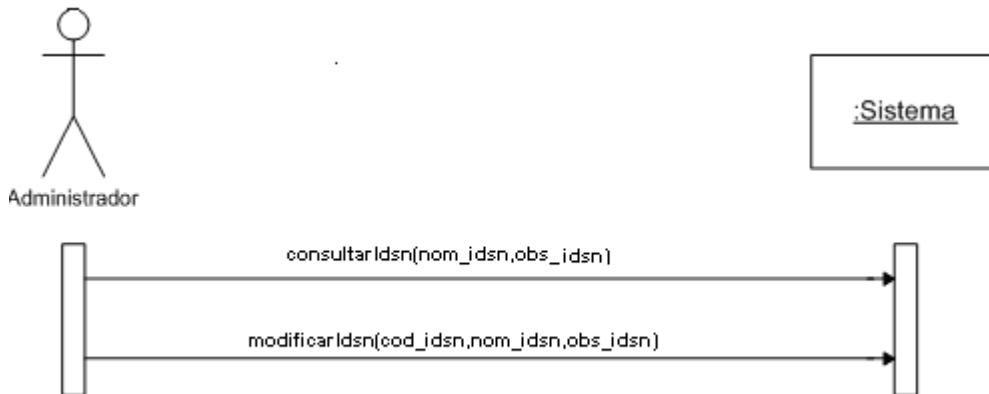 :Sistema
Administrador
consultarIdsn(nom_idsn,obs_idsn)
modificarIdsn(cod_idsn,nom_idsn,obs_idsn)